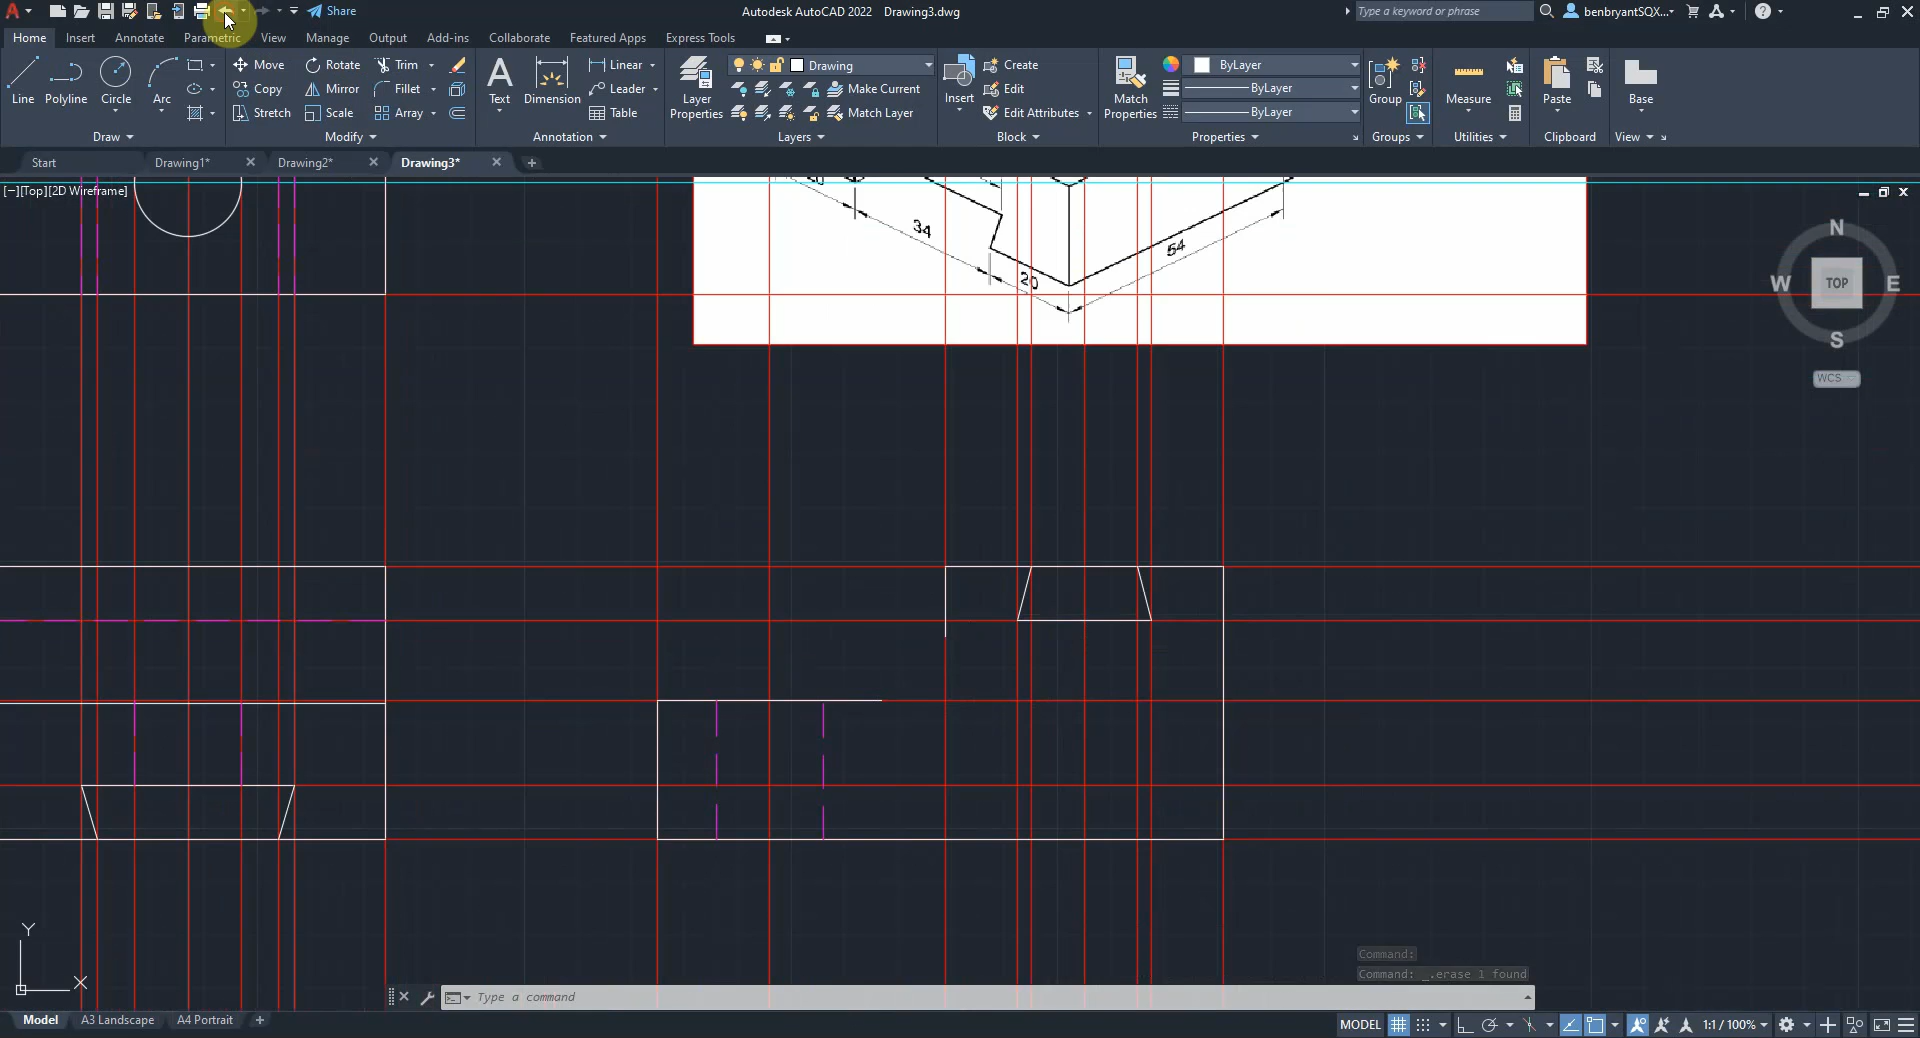 Share
Autodesk AutoCAD 2022 Drawing3.dwg
Type a keyword or phrase
benbryantSQX...
Home Insert Annotate Parametric View Manage Output Add-ins Collaborate Featured Apps Express Tools
Line Polyline Circle Arc
Draw
Move Rotate Trim
Copy Mirror Fillet
Stretch Scale Array
Modify
Text Dimension
Linear
Leader
Table
Annotation
Layer Properties
Drawing
Make Current
Match Layer
Layers
Insert
Create
Edit
Edit Attributes
Block
Match Properties
ByLayer
ByLayer
ByLayer
Properties
Group
Groups
Measure
Utilities
Paste
Clipboard
Base
View
Start Drawing1* Drawing2* Drawing3*
[−][Top][2D Wireframe]
34
20
54
N
W TOP E
S
WCS
Y
X
Command:
Command: _.erase 1 found
Type a command
Model A3 Landscape A4 Portrait
MODEL 1:1 / 100%